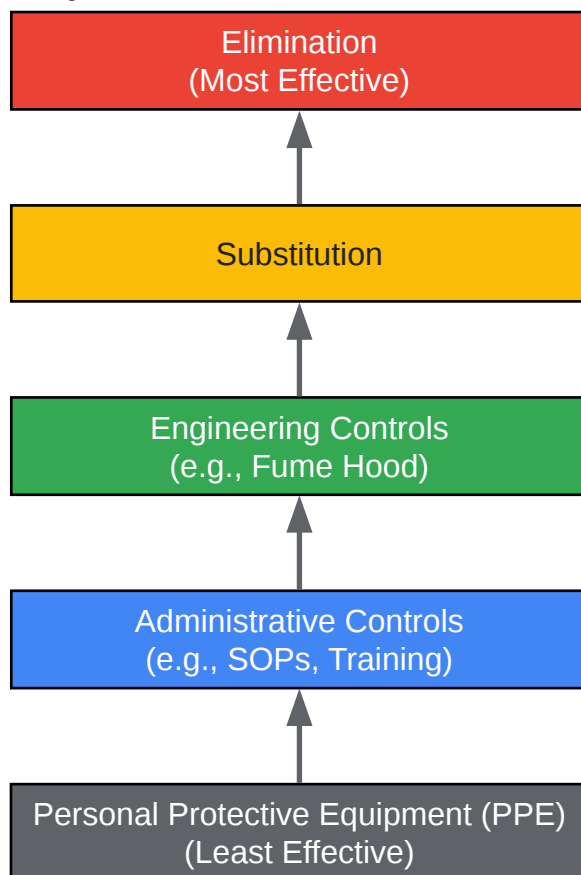 Elimination
(Most Effective)
Substitution
Engineering Controls
(e.g., Fume Hood)
Administrative Controls
(e.g., SOPs, Training)
Personal Protective Equipment (PPE)
(Least Effective)